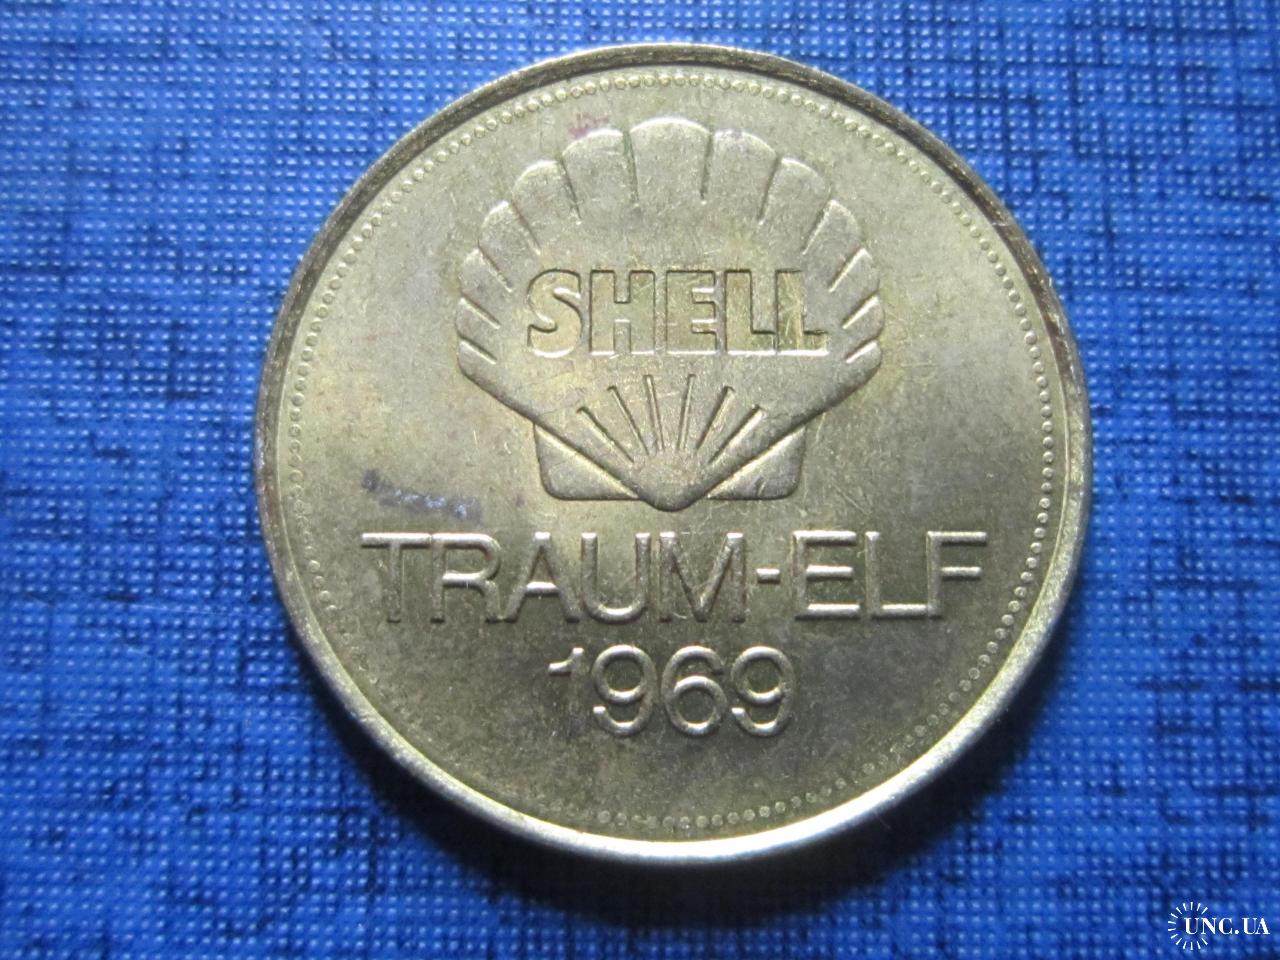 SHELL
TRAUM-ELF
1969
UNC.UA